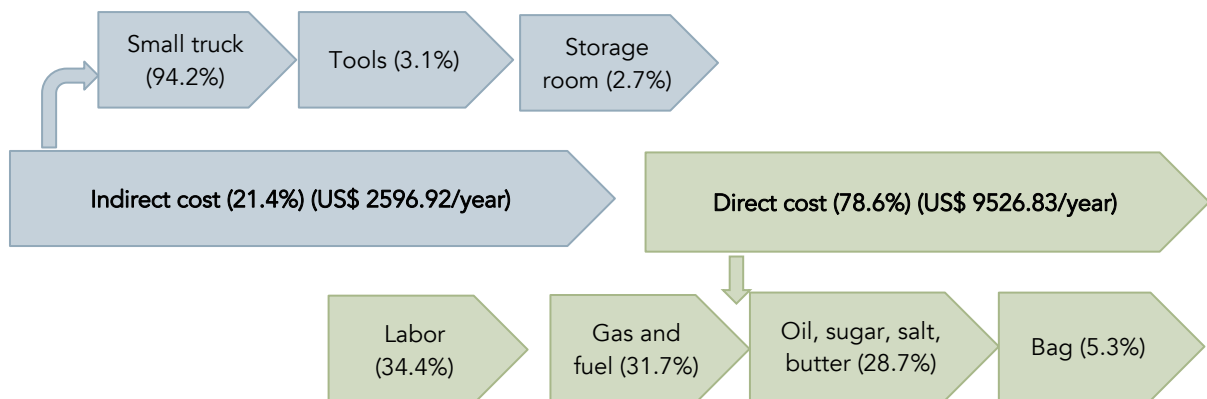 Small truck
(94.2%)
Tools (3.1%)
Storage
room (2.7%)
Indirect cost (21.4%) (US$ 2596.92/year)
Direct cost (78.6%) (US$ 9526.83/year)
Labor
(34.4%)
Gas and
fuel (31.7%)
Oil, sugar, salt,
butter (28.7%)
Bag (5.3%)